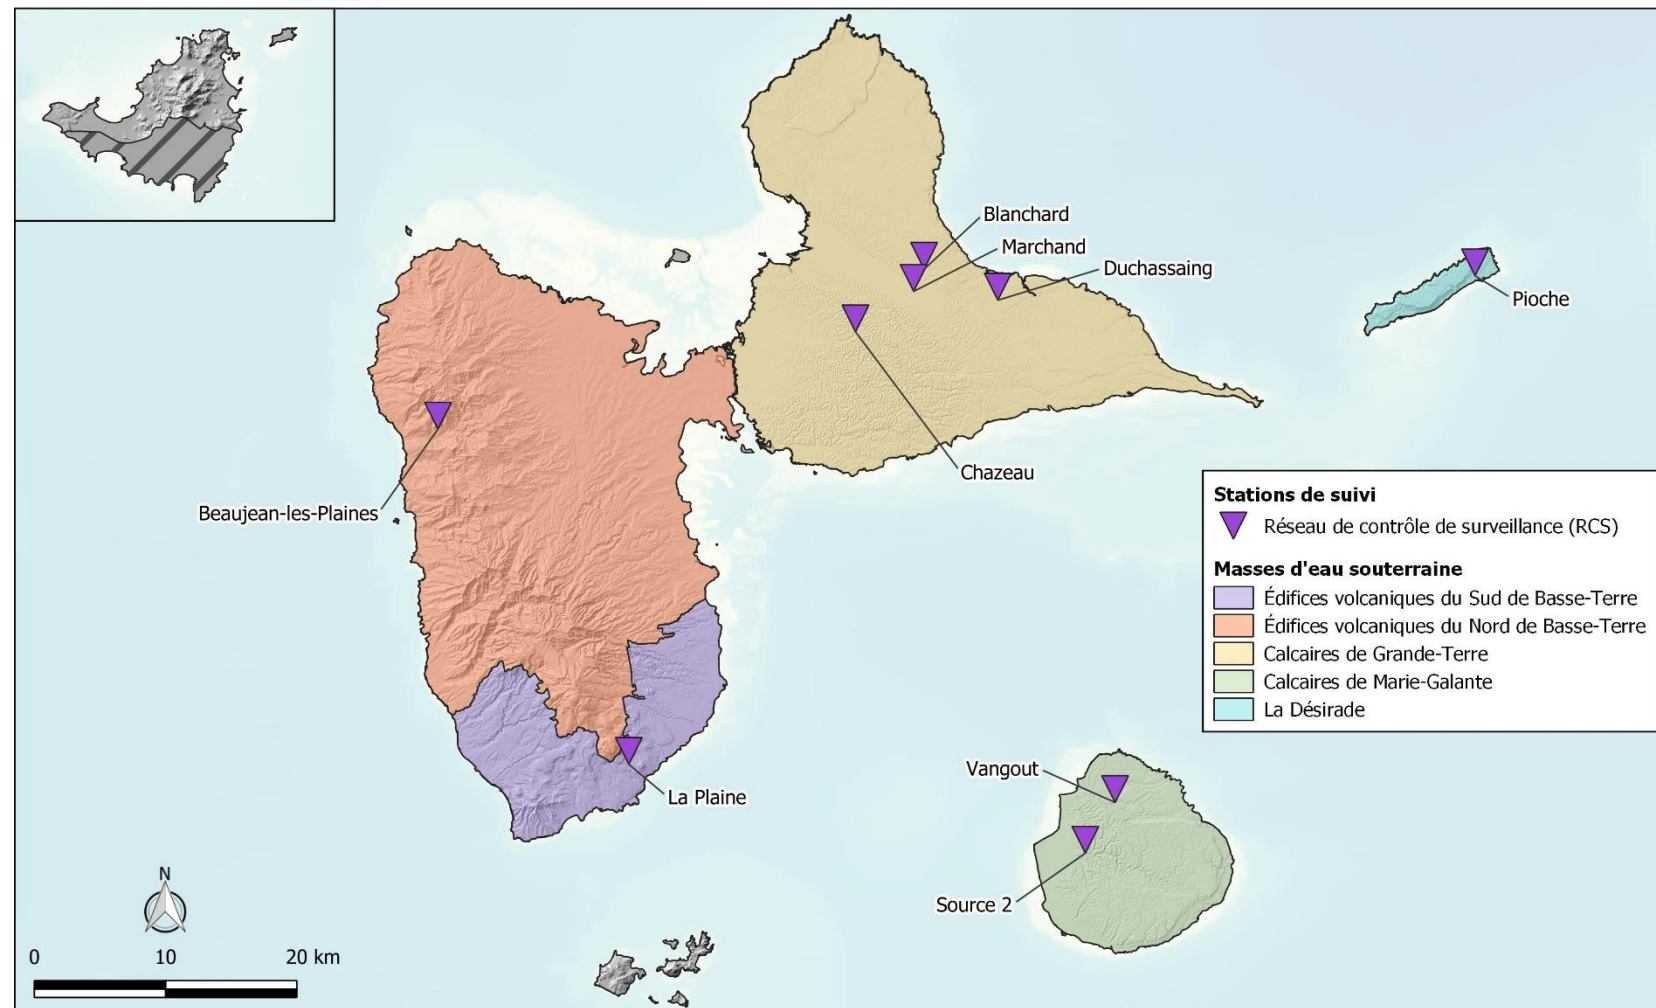 Blanchard
Marchand
Duchassaing
Pioche
Chazeau
Beaujean-les-Plaines
Stations de suivi
Réseau de contrôle de surveillance (RCS)
Masses d'eau souterraine
Édifices volcaniques du Sud de Basse-Terre
Édifices volcaniques du Nord de Basse-Terre
Calcaires de Grande-Terre
Calcaires de Marie-Galante
La Désirade
Vangout
La Plaine
Source 2
N
0 10 20 km